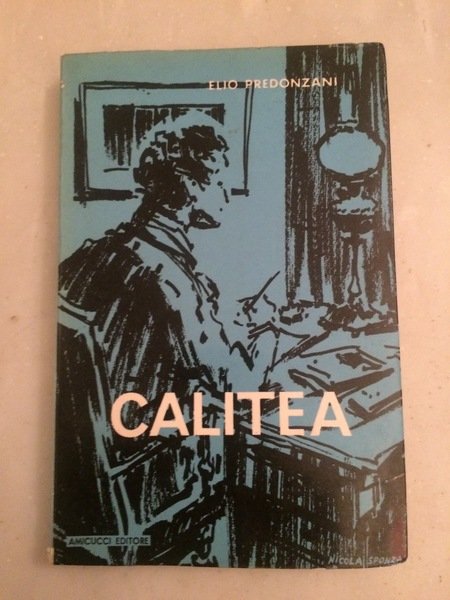 ELIO PREDONZANI
CALITEA
AMICUCCI EDITORE
NICOLA SPONZA